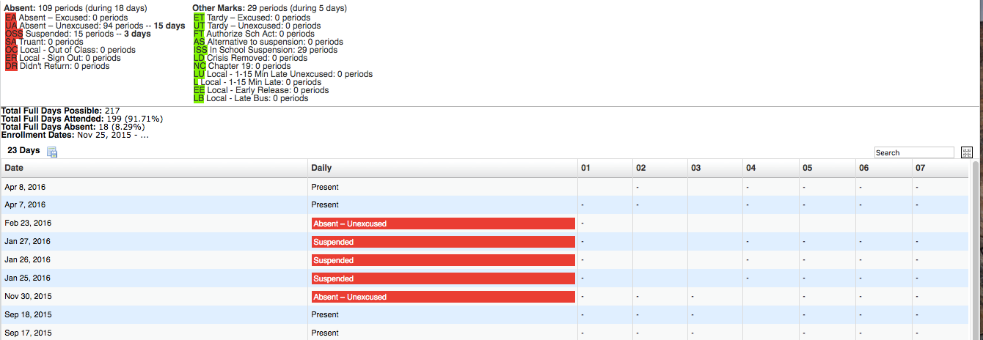 Absent: 109 periods (during 18 days)
EA Absent – Excused: 0 periods
UA Absent – Unexcused: 94 periods -- 15 days
OSS Suspended: 15 periods -- 3 days
SA Truant: 0 periods
OC Local - Out of Class: 0 periods
ER Local - Sign Out: 0 periods
DR Didn't Return: 0 periods
Other Marks: 29 periods (during 5 days)
ET Tardy – Excused: 0 periods
UT Tardy – Unexcused: 0 periods
FT Authorize Sch Act: 0 periods
AS Alternative to suspension: 0 periods
ISS In School Suspension: 29 periods
LD Crisis Removed: 0 periods
NC Chapter 19: 0 periods
LU Local - 1-15 Min Late Unexcused: 0 periods
L Local - 1-15 Min Late: 0 periods
EE Local - Early Release: 0 periods
LB Local - Late Bus: 0 periods
Total Full Days Possible: 217
Total Full Days Attended: 199 (91.71%)
Total Full Days Absent: 18 (8.29%)
Enrollment Dates: Nov 25, 2015 - ...
23 Days Search
Date Daily 01 02 03 04 05 06 07
Apr 8, 2016 Present - - - - -
Apr 7, 2016 Present - - - - - - -
Feb 23, 2016 Absent – Unexcused -
Jan 27, 2016 Suspended - - - - -
Jan 26, 2016 Suspended - - - - -
Jan 25, 2016 Suspended - - - - -
Nov 30, 2015 Absent – Unexcused - - - - - -
Sep 18, 2015 Present - - - - - -
Sep 17, 2015 Present - - - - - -